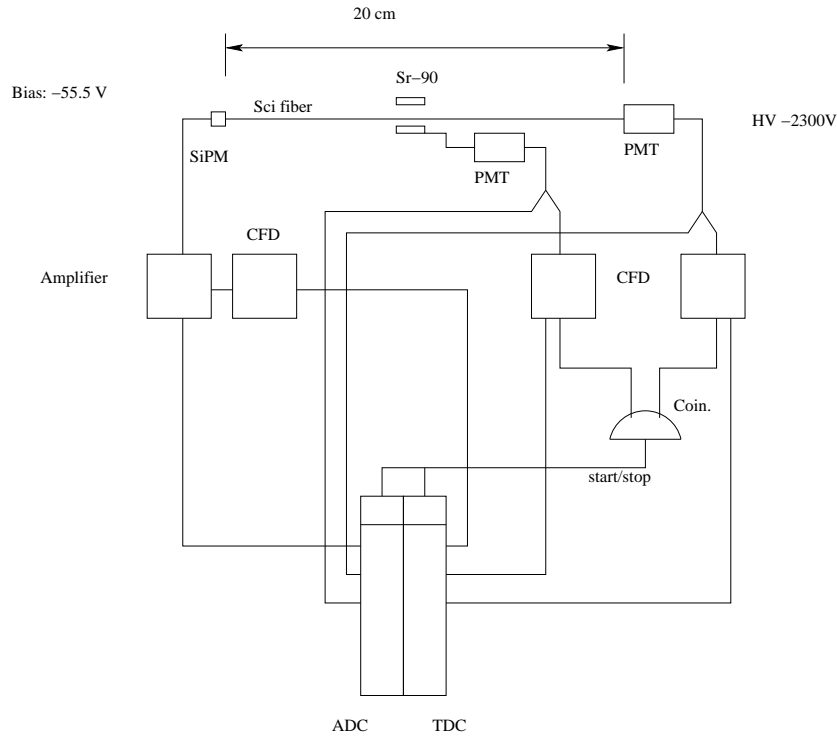 20 cm
Sr−90
Bias: −55.5 V
Sci fiber
HV −2300V
SiPM
PMT
PMT
CFD
Amplifier
CFD
Coin.
start/stop
ADC
TDC